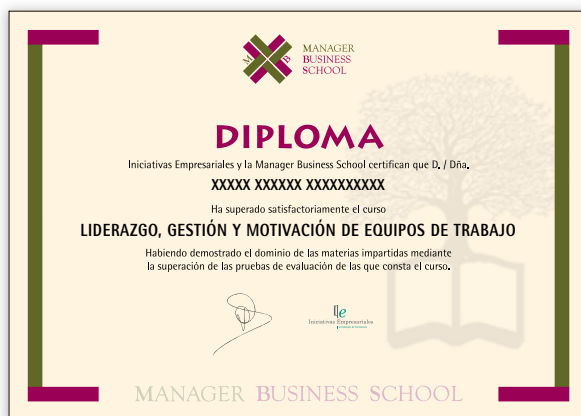 M B S
MANAGER
BUSINESS
SCHOOL
DIPLOMA
Iniciativas Empresariales y la Manager Business School certifican que D. / Dña.
XXXXX XXXXXX XXXXXXXXXX
Ha superado satisfactoriamente el curso
LIDERAZGO, GESTIÓN Y MOTIVACIÓN DE EQUIPOS DE TRABAJO
Habiendo demostrado el dominio de las materias impartidas mediante
la superación de las pruebas de evaluación de las que consta el curso.
Ie
Iniciativas Empresariales
MANAGER BUSINESS SCHOOL